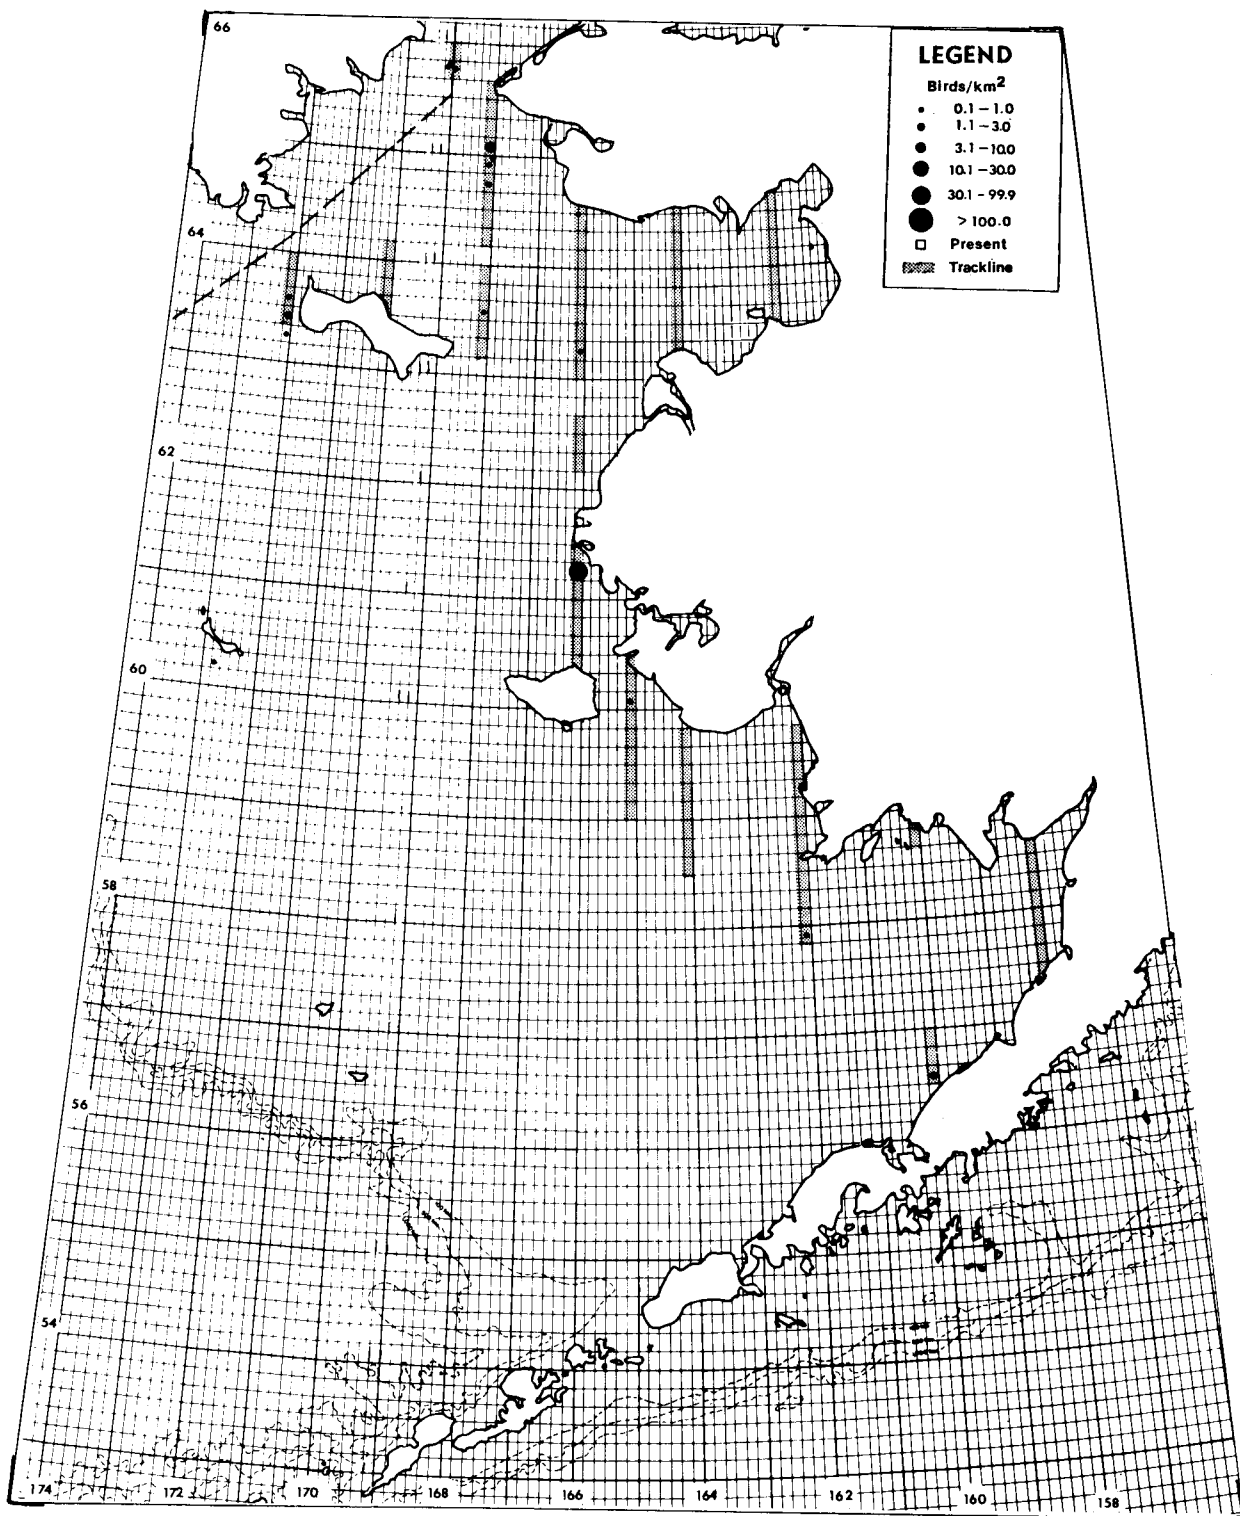 66
LEGEND
Birds/km2
0.1 – 1.0
1.1 – 3.0
3.1 – 10.0
10.1 – 30.0
30.1 – 99.9
> 100.0
Present
Trackline
64
62
60
58
56
54
174 172 170 168 166 164 162 160 158